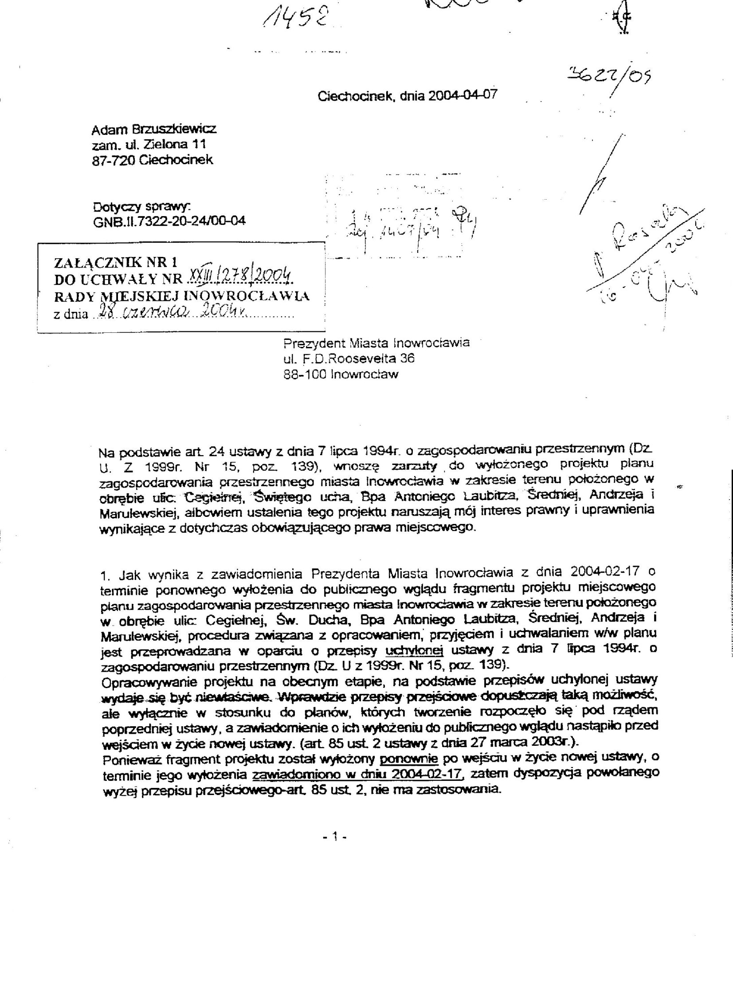 1452
3622/05
Ciechocinek, dnia 2004-04-07
Adam Brzuszkiewicz
zam. ul. Zielona 11
87-720 Ciechocinek
Dotyczy sprawy:
GNB.II.7322-20-24/00-04
ZAŁĄCZNIK NR 1
DO UCHWAŁY NR XXIII/278/2004
RADY MIEJSKIEJ INOWROCŁAWIA
z dnia 28 czerwca 2004r.
Prezydent Miasta Inowrocławia
ul. F.D.Roosevelta 36
88-100 Inowrocław
Na podstawie art. 24 ustawy z dnia 7 lipca 1994r. o zagospodarowaniu przestrzennym (Dz.
U. Z 1999r. Nr 15, poz. 139), wnoszę zarzuty do wyłożonego projektu planu
zagospodarowania przestrzennego miasta Inowrocławia w zakresie terenu położonego w
obrębie ulic: Cegielnej, Świętego ucha, Bpa Antoniego Laubitza, Średniej, Andrzeja i
Marulewskiej, albowiem ustalenia tego projektu naruszają mój interes prawny i uprawnienia
wynikające z dotychczas obowiązującego prawa miejscowego.
1. Jak wynika z zawiadomienia Prezydenta Miasta Inowrocławia z dnia 2004-02-17 o
terminie ponownego wyłożenia do publicznego wglądu fragmentu projektu miejscowego
planu zagospodarowania przestrzennego miasta Inowrocławia w zakresie terenu położonego
w obrębie ulic: Cegielnej, Św. Ducha, Bpa Antoniego Laubitza, Średniej, Andrzeja i
Marulewskiej, procedura związana z opracowaniem, przyjęciem i uchwalaniem w/w planu
jest przeprowadzana w oparciu o przepisy uchylonej ustawy z dnia 7 lipca 1994r. o
zagospodarowaniu przestrzennym (Dz. U z 1999r. Nr 15, poz. 139).
Opracowywanie projektu na obecnym etapie, na podstawie przepisów uchylonej ustawy
wydaje się być niewłaściwe. Wprawdzie przepisy przejściowe dopuszczają taką możliwość,
ale wyłącznie w stosunku do planów, których tworzenie rozpoczęło się pod rządem
poprzedniej ustawy, a zawiadomienie o ich wyłożeniu do publicznego wglądu nastąpiło przed
wejściem w życie nowej ustawy. (art. 85 ust. 2 ustawy z dnia 27 marca 2003r.).
Ponieważ fragment projektu został wyłożony ponownie po wejściu w życie nowej ustawy, o
terminie jego wyłożenia zawiadomiono w dniu 2004-02-17, zatem dyspozycja powołanego
wyżej przepisu przejściowego-art. 85 ust. 2, nie ma zastosowania.
- 1 -